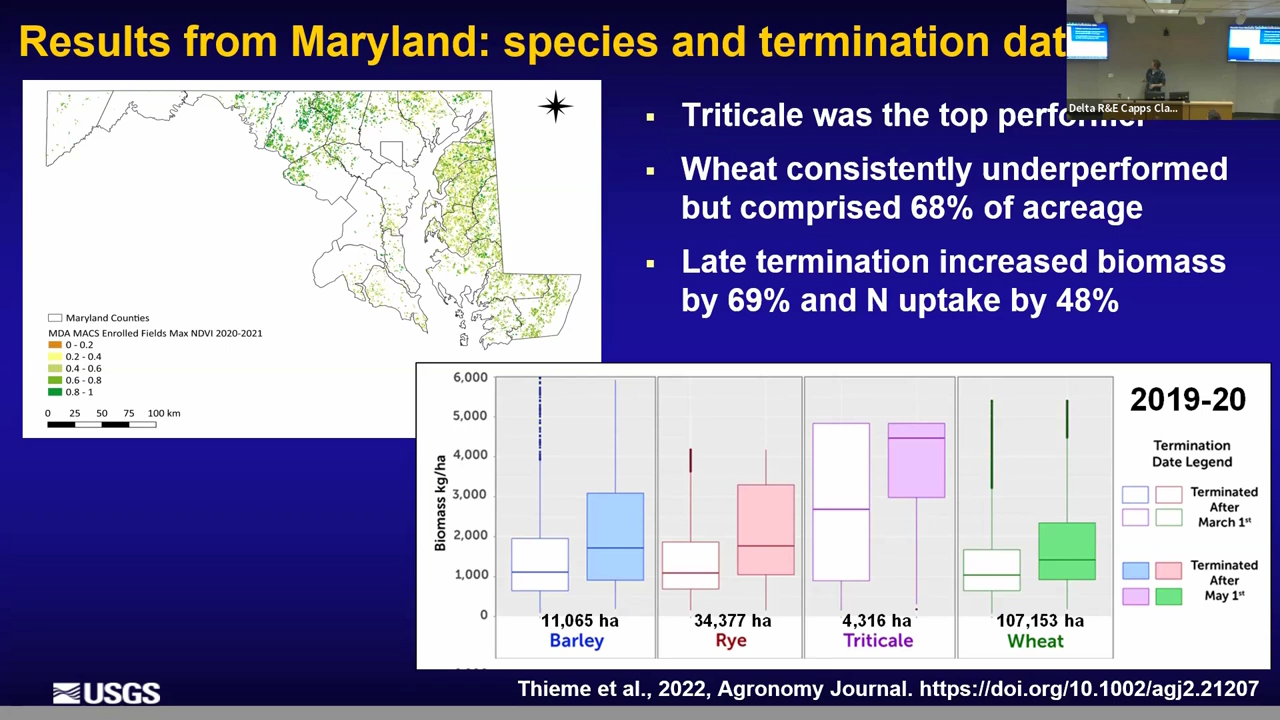 Results from Maryland: species and termination dat
Delta R&E Capps Cla...
Triticale was the top performer
Wheat consistently underperformed
but comprised 68% of acreage
Late termination increased biomass
by 69% and N uptake by 48%
Maryland Counties
MDA MACS Enrolled Fields Max NDVI 2020-2021
0 - 0.2
0.2 - 0.4
0.4 - 0.6
0.6 - 0.8
0.8 - 1
0 25 50 75 100 km
Biomass kg/ha
6,000
5,000
4,000
3,000
2,000
1,000
0
11,065 ha
Barley
34,377 ha
Rye
4,316 ha
Triticale
107,153 ha
Wheat
2019-20
Termination
Date Legend
Terminated
After
March 1st
Terminated
After
May 1st
USGS
Thieme et al., 2022, Agronomy Journal. https://doi.org/10.1002/agj2.21207